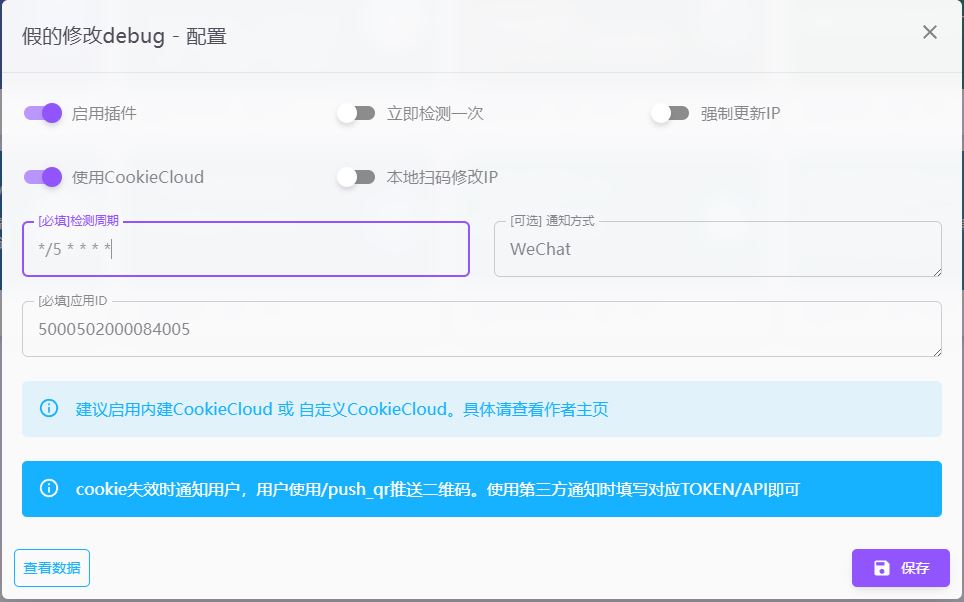 假的修改debug - 配置
启用插件 立即检测一次 强制更新IP
使用CookieCloud 本地扫码修改IP
[必填]检测周期 [可选] 通知方式
*/5 * * * * WeChat
[必填]应用ID
5000502000084005
建议启用内建CookieCloud 或 自定义CookieCloud。具体请查看作者主页
cookie失效时通知用户，用户使用/push_qr推送二维码。使用第三方通知时填写对应TOKEN/API即可
查看数据 保存